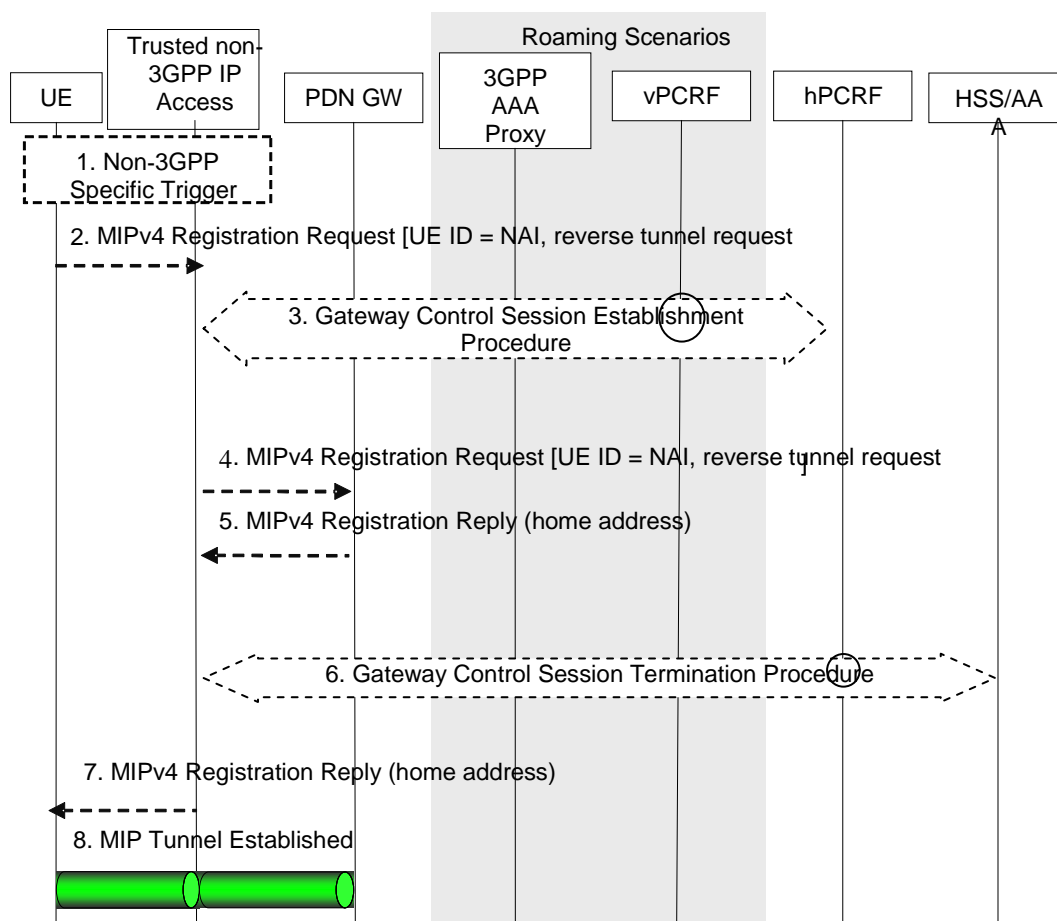 Roaming Scenarios
UE
Trusted non-
3GPP IP
Access
PDN GW
3GPP
AAA
Proxy
vPCRF
hPCRF
HSS/AA
A
1. Non-3GPP
Specific Trigger
2. MIPv4 Registration Request [UE ID = NAI, reverse tunnel request
3. Gateway Control Session Establishment
Procedure
4. MIPv4 Registration Request [UE ID = NAI, reverse tunnel request
]
5. MIPv4 Registration Reply (home address)
6. Gateway Control Session Termination Procedure
7. MIPv4 Registration Reply (home address)
8. MIP Tunnel Established